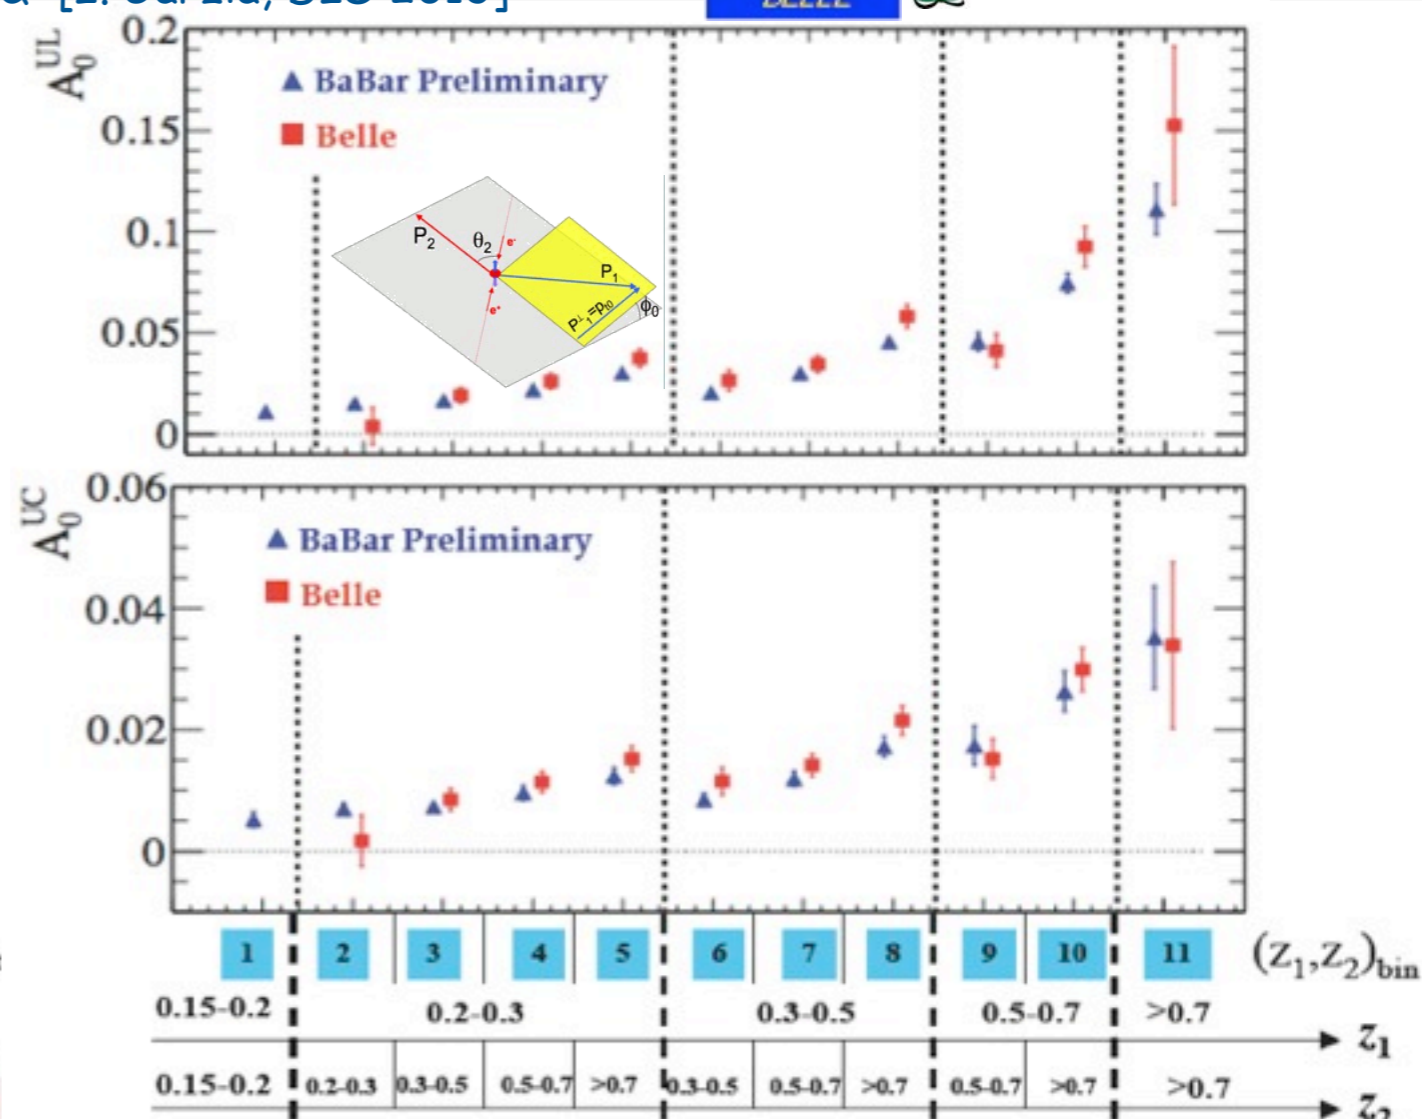 A₀ᵁᴸ
0.2
0.15
0.1
0.05
0
BaBar Preliminary
Belle
P₂
θ₂
e⁻
e⁺
P₁
P⊥₁=pₜ₀
ϕ₀
A₀ᵁᶜ
0.06
0.04
0.02
0
BaBar Preliminary
Belle
1 2 3 4 5 6 7 8 9 10 11 (Z₁,Z₂)bin
0.15-0.2 0.2-0.3 0.3-0.5 0.5-0.7 >0.7 z₁
0.15-0.2 0.2-0.3 0.3-0.5 0.5-0.7 >0.7 0.3-0.5 0.5-0.7 >0.7 0.5-0.7 >0.7 >0.7 z₂